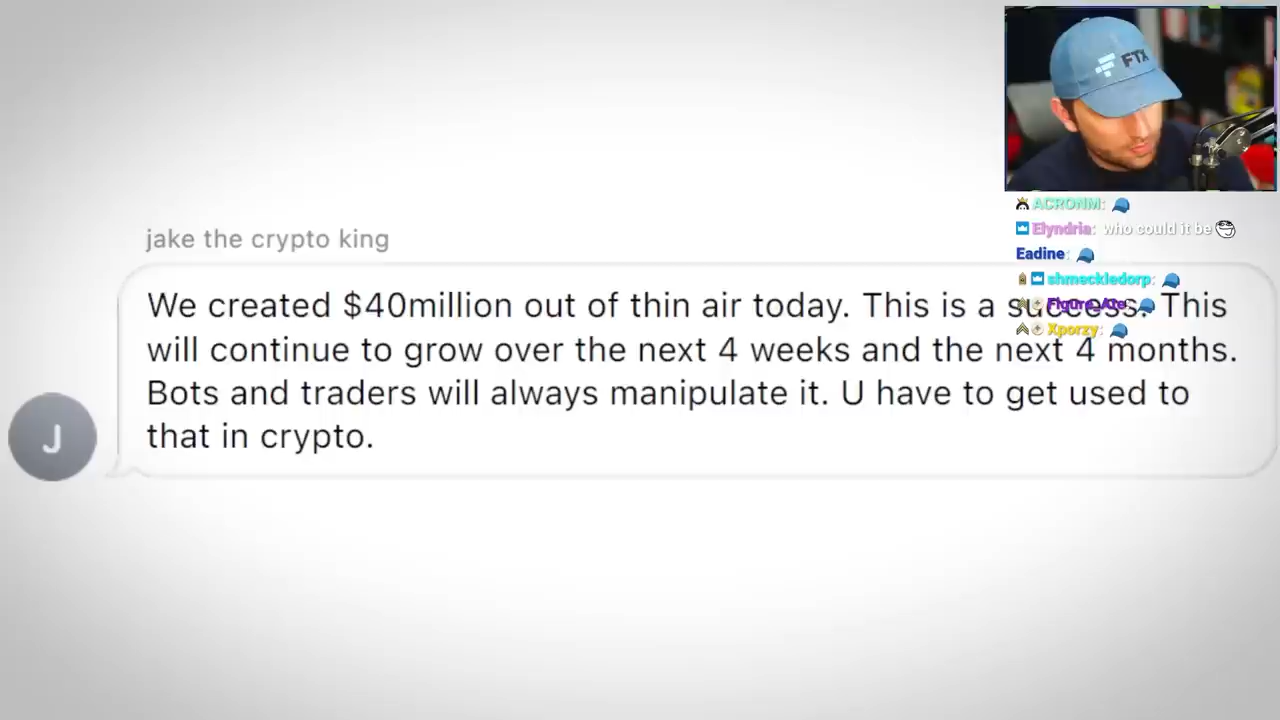 FTX
ACRONM:
Elyndria: who could it be
Eadine:
shmeckledorp:
Figure_Ate:
Xporzy:
jake the crypto king
We created $40million out of thin air today. This is a success. This
will continue to grow over the next 4 weeks and the next 4 months.
Bots and traders will always manipulate it. U have to get used to
that in crypto.
J